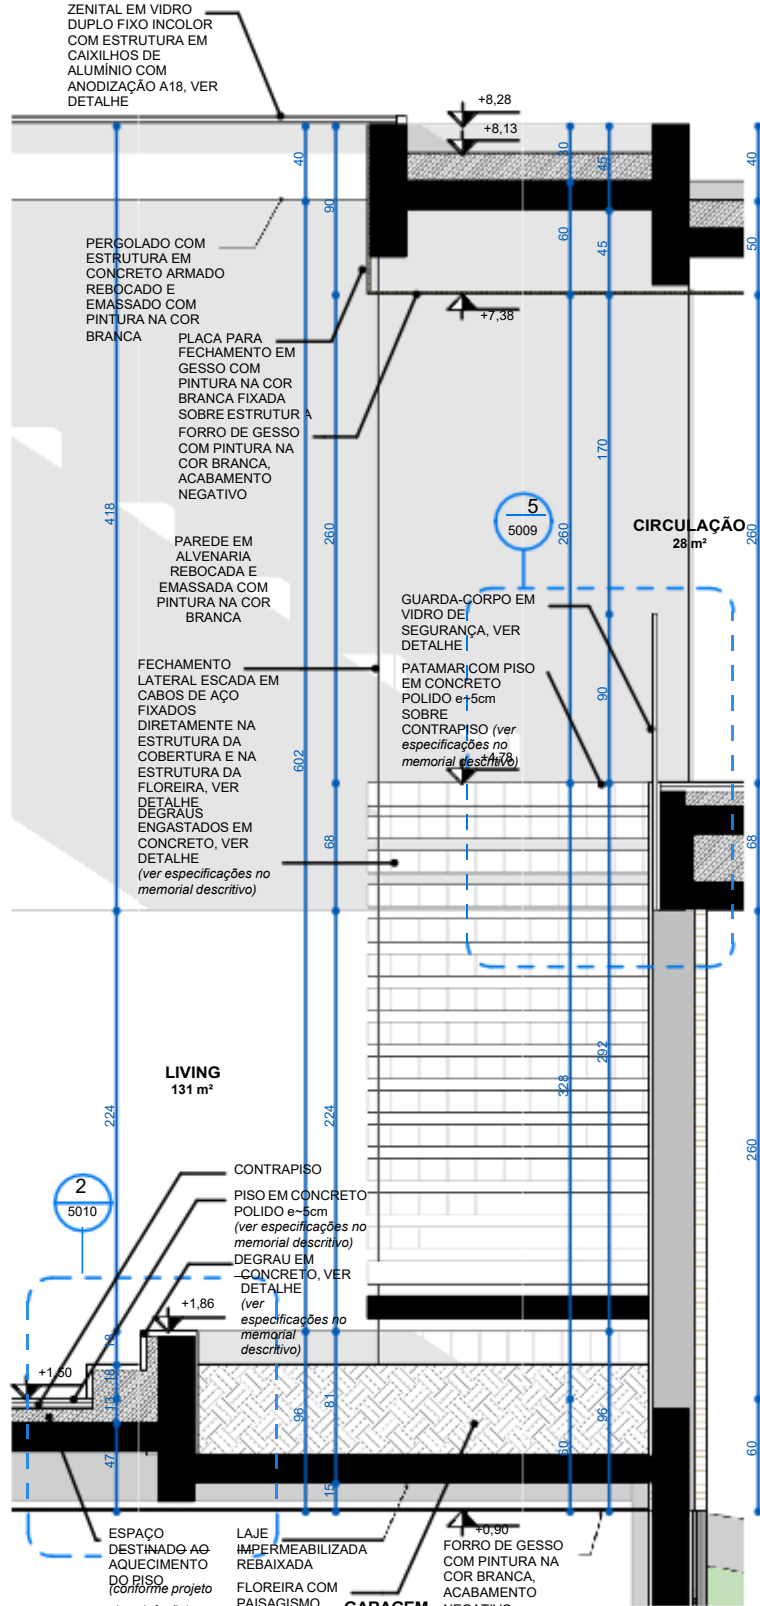 ZENITAL EM VIDRO
DUPLO FIXO INCOLOR
COM ESTRUTURA EM
CAIXILHOS DE
ALUMÍNIO COM
ANODIZAÇÃO A18, VER
DETALHE
+8,28
+8,13
40
90
30
45
60
45
40
50
PERGOLADO COM
ESTRUTURA EM
CONCRETO ARMADO
REBOCADO E
EMASSADO COM
PINTURA NA COR
BRANCA
+7,38
PLACA PARA
FECHAMENTO EM
GESSO COM
PINTURA NA COR
BRANCA FIXADA
SOBRE ESTRUTURA
FORRO DE GESSO
COM PINTURA NA
COR BRANCA,
ACABAMENTO
NEGATIVO
418
260
260
170
260
5
5009
CIRCULAÇÃO
28 m²
PAREDE EM
ALVENARIA
REBOCADA E
EMASSADA COM
PINTURA NA COR
BRANCA
GUARDA-CORPO EM
VIDRO DE
SEGURANÇA, VER
DETALHE
FECHAMENTO
LATERAL ESCADA EM
CABOS DE AÇO
FIXADOS
DIRETAMENTE NA
ESTRUTURA DA
COBERTURA E NA
ESTRUTURA DA
FLOREIRA, VER
DETALHE
PATAMAR COM PISO
EM CONCRETO
POLIDO e~5cm
SOBRE
CONTRAPISO (ver
especificações no
memorial descritivo)
+4,78
90
602
DEGRAUS
ENGASTADOS EM
CONCRETO, VER
DETALHE
(ver especificações no
memorial descritivo)
68
68
LIVING
131 m²
224
224
328
292
260
CONTRAPISO
PISO EM CONCRETO
POLIDO e~5cm
(ver especificações no
memorial descritivo)
2
5010
DEGRAU EM
CONCRETO, VER
DETALHE
(ver
especificações no
memorial
descritivo)
+1,86
+1,50
18
18
13
47
96
81
15
60
96
60
ESPAÇO
DESTINADO AO
AQUECIMENTO
DO PISO
(conforme projeto
LAJE
IMPERMEABILIZADA
REBAIXADA
FLOREIRA COM
PAISAGISMO
+0,90
FORRO DE GESSO
COM PINTURA NA
COR BRANCA,
ACABAMENTO
NEGATIVO
GARAGEM